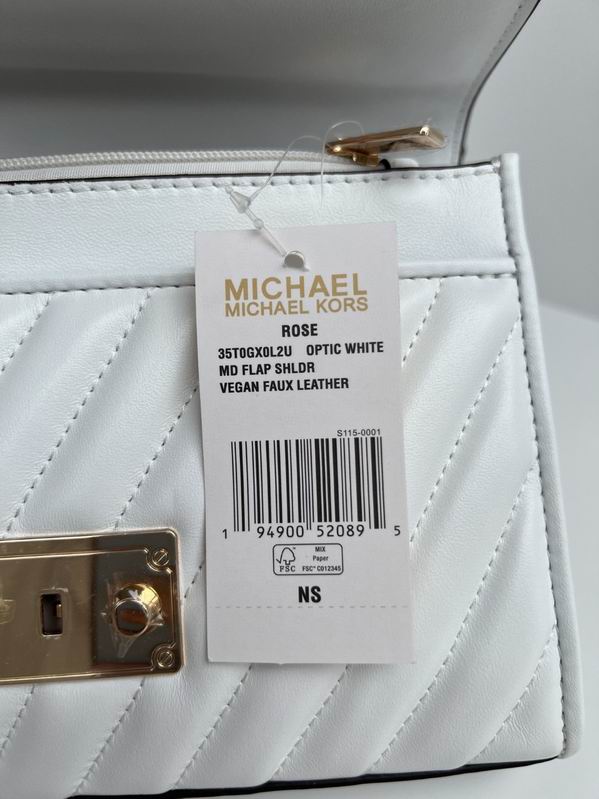 MICHAEL
MICHAEL KORS
ROSE
35T0GX0L2U OPTIC WHITE
MD FLAP SHLDR
VEGAN FAUX LEATHER
S115-0001
1 94900 52089 5
FSC
MIX
Paper
FSC® C012345
NS